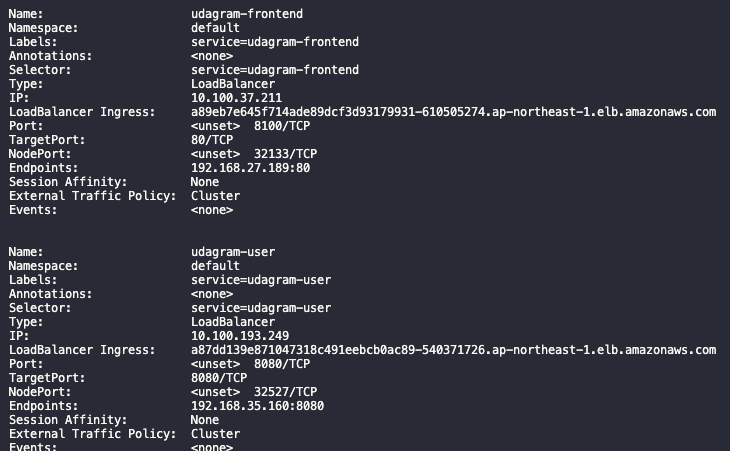 Name: udagram-frontend
Namespace: default
Labels: service=udagram-frontend
Annotations: <none>
Selector: service=udagram-frontend
Type: LoadBalancer
IP: 10.100.37.211
LoadBalancer Ingress: a89eb7e645f714ade89dcf3d93179931-610505274.ap-northeast-1.elb.amazonaws.com
Port: <unset> 8100/TCP
TargetPort: 80/TCP
NodePort: <unset> 32133/TCP
Endpoints: 192.168.27.189:80
Session Affinity: None
External Traffic Policy: Cluster
Events: <none>
Name: udagram-user
Namespace: default
Labels: service=udagram-user
Annotations: <none>
Selector: service=udagram-user
Type: LoadBalancer
IP: 10.100.193.249
LoadBalancer Ingress: a87dd139e871047318c491eebcb0ac89-540371726.ap-northeast-1.elb.amazonaws.com
Port: <unset> 8080/TCP
TargetPort: 8080/TCP
NodePort: <unset> 32527/TCP
Endpoints: 192.168.35.160:8080
Session Affinity: None
External Traffic Policy: Cluster
Events: <none>